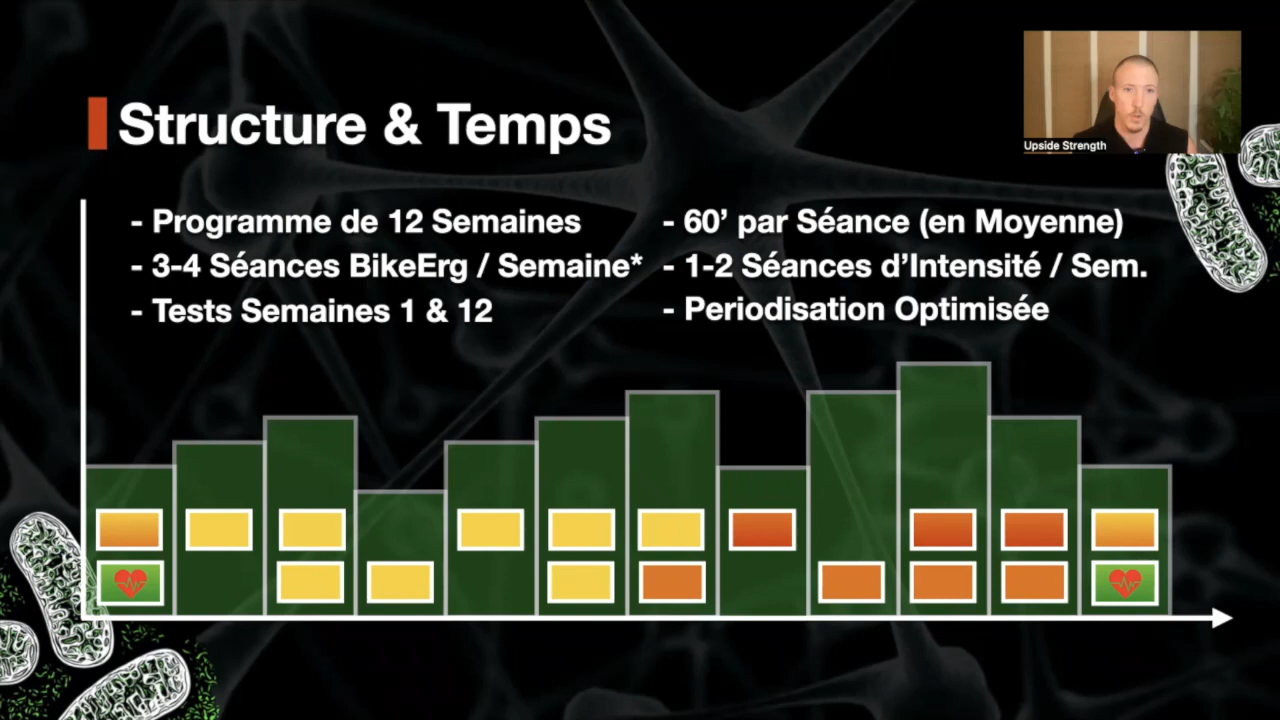 Structure & Temps
Upside Strength
- Programme de 12 Semaines
- 3-4 Séances BikeErg / Semaine*
- Tests Semaines 1 & 12
- 60’ par Séance (en Moyenne)
- 1-2 Séances d’Intensité / Sem.
- Periodisation Optimisée